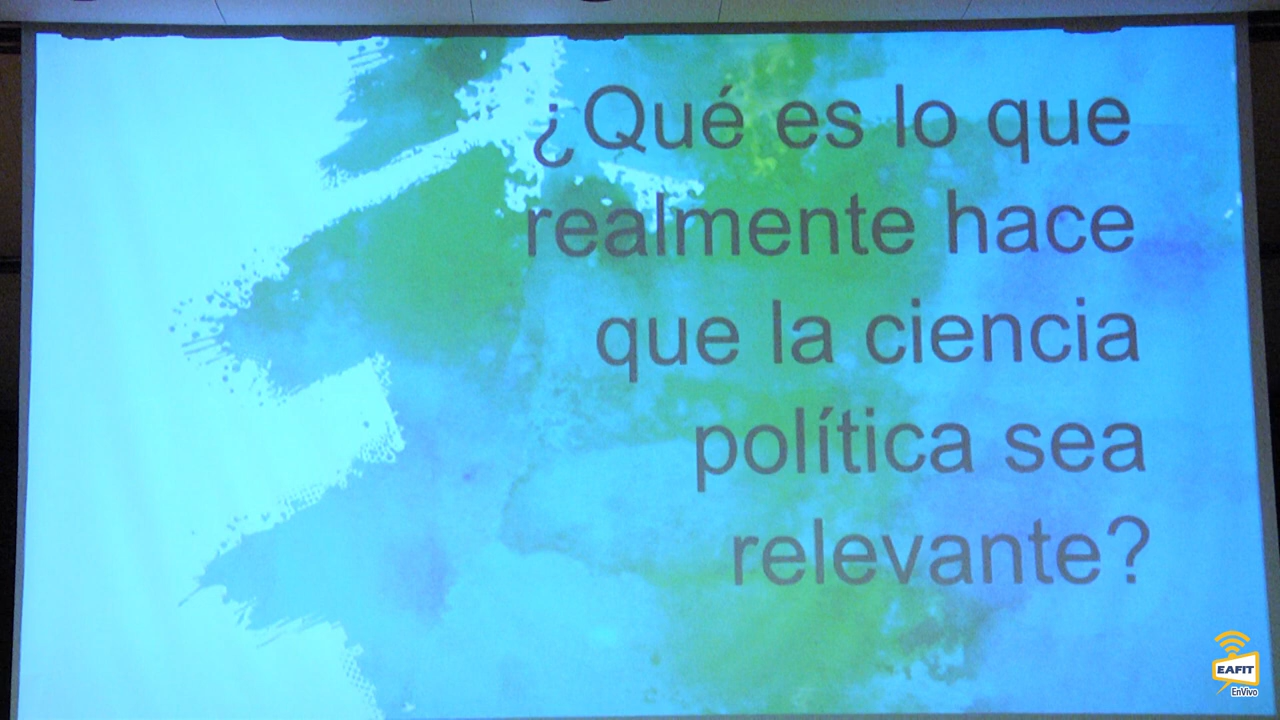 ¿Qué es lo que
realmente hace
que la ciencia
política sea
relevante?
EAFIT
EnVivo